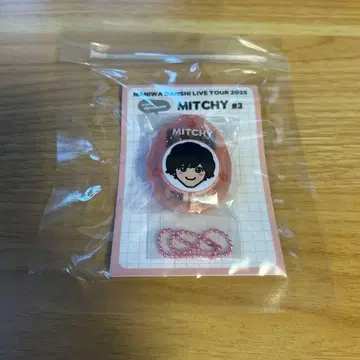 NANIWA DANSHI LIVE TOUR 2025
MITCHY #3
MITCHY